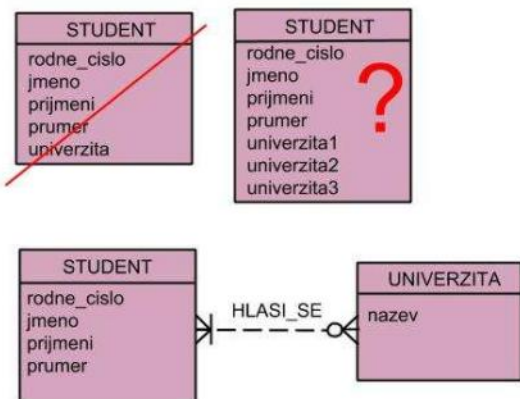 STUDENT
rodne_cislo
jmeno
prijmeni
prumer
univerzita
STUDENT
rodne_cislo
jmeno
prijmeni
prumer
univerzita1
univerzita2
univerzita3
?
STUDENT
rodne_cislo
jmeno
prijmeni
prumer
HLASI_SE
UNIVERZITA
nazev